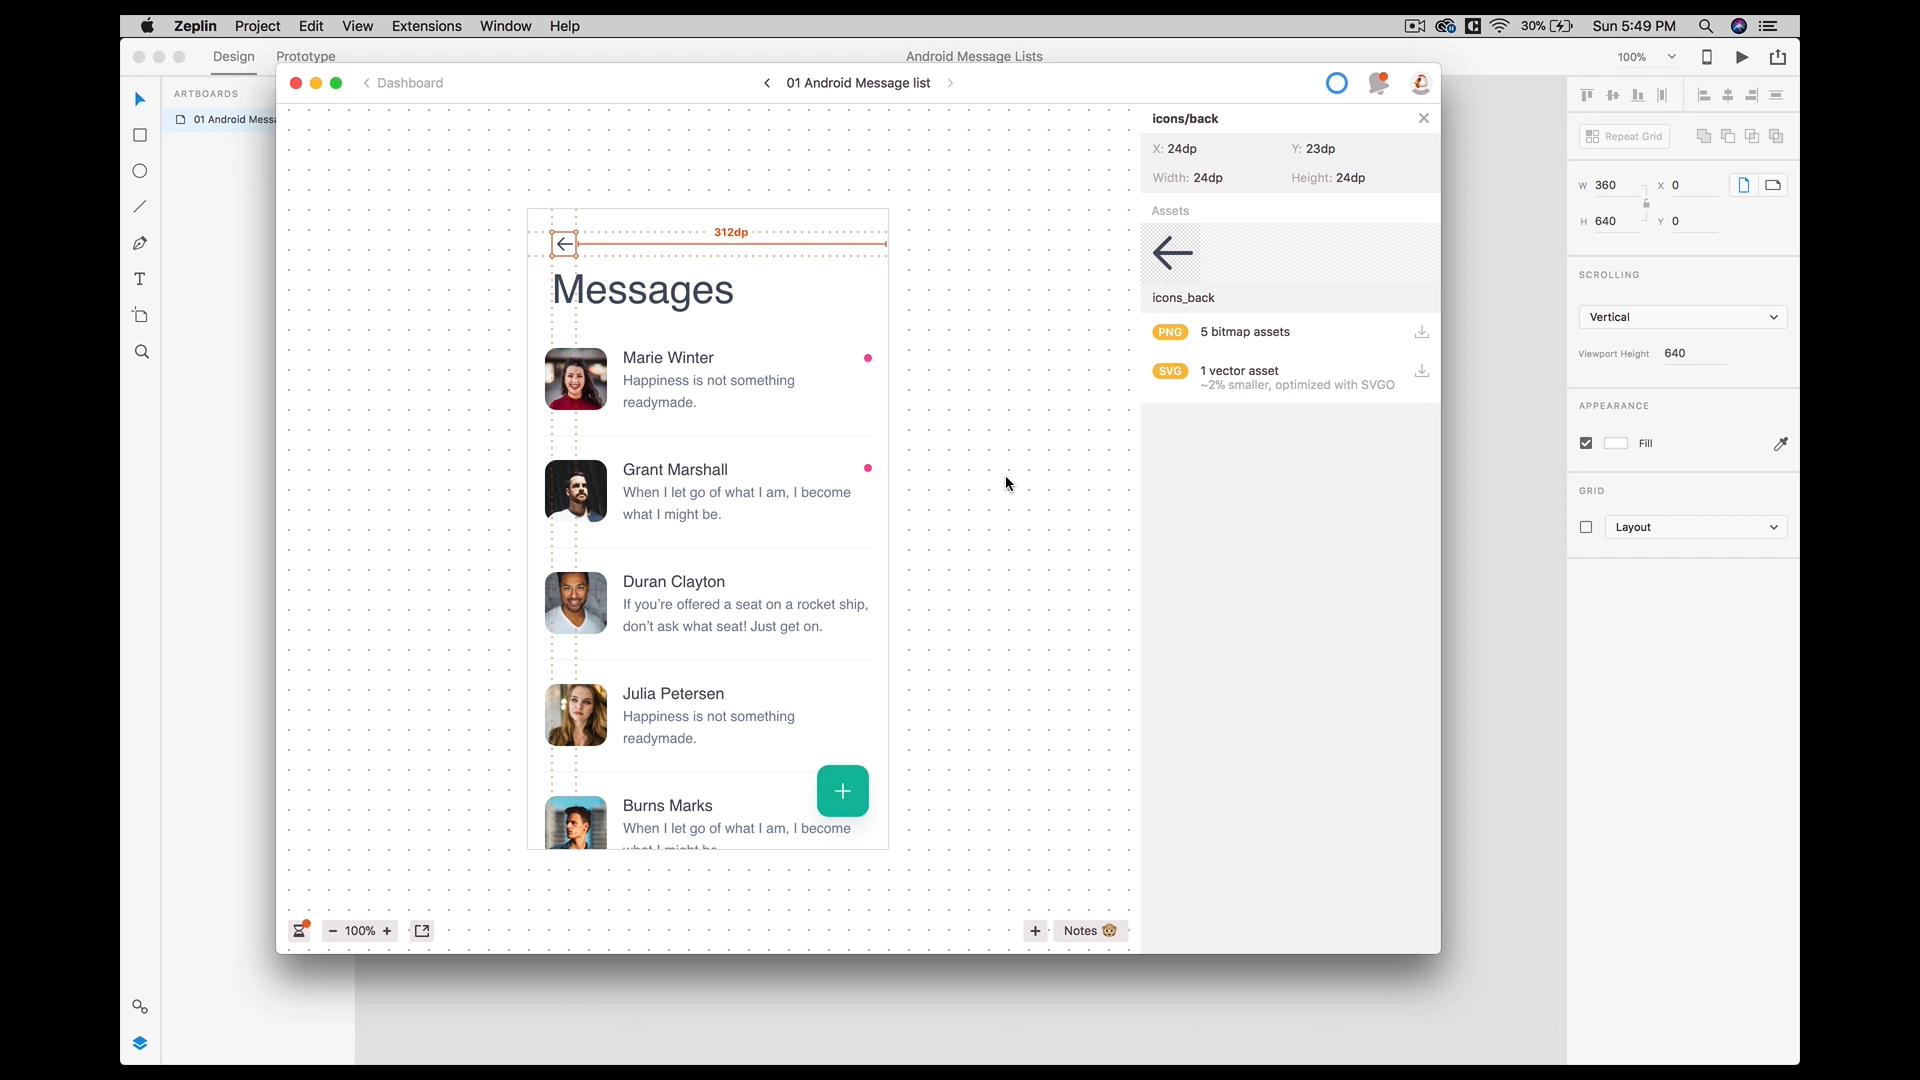 Zeplin Project Edit View Extensions Window Help
30% Sun 5:49 PM
Design Prototype
Android Message Lists
100%
ARTBOARDS
01 Android Messa
Dashboard
01 Android Message list
312dp
Messages
Marie Winter
Happiness is not something
readymade.
Grant Marshall
When I let go of what I am, I become
what I might be.
Duran Clayton
If you’re offered a seat on a rocket ship,
don’t ask what seat! Just get on.
Julia Petersen
Happiness is not something
readymade.
Burns Marks
When I let go of what I am, I become
what I might be.
100%
Notes
icons/back
X: 24dp Y: 23dp
Width: 24dp Height: 24dp
Assets
icons_back
PNG 5 bitmap assets
SVG 1 vector asset
~2% smaller, optimized with SVGO
Repeat Grid
W 360 X 0
H 640 Y 0
SCROLLING
Vertical
Viewport Height 640
APPEARANCE
Fill
GRID
Layout